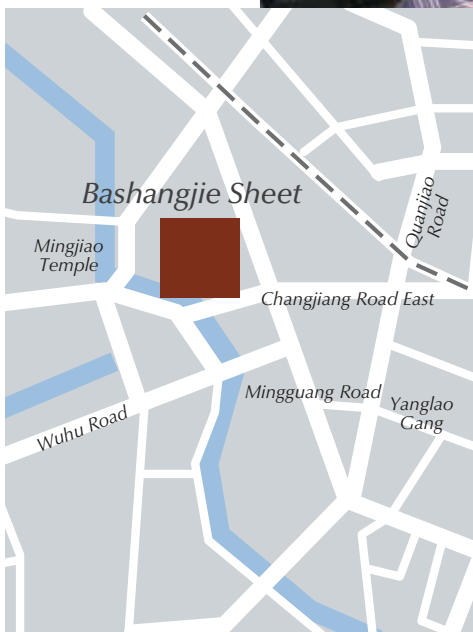 Bashangjie Sheet
Mingjiao
Temple
Quanjiao
Road
Changjiang Road East
Mingguang Road
Yanglao
Gang
Wuhu Road